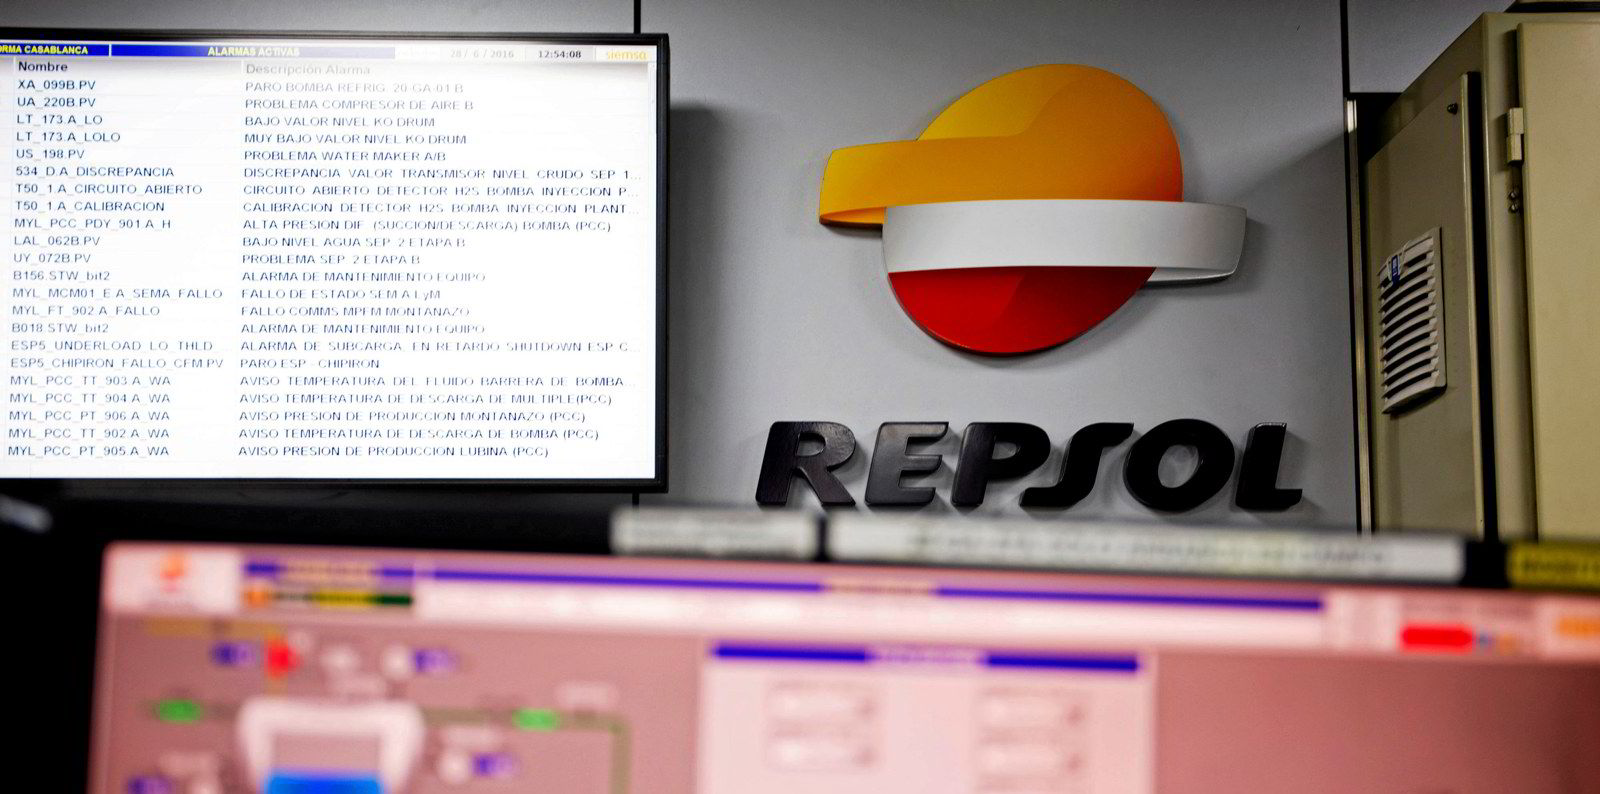 ORMA CASABLANCA ALARMAS ACTIVAS 28/ 6 / 2016 12:54:08
Nombre Descripción Alarma
XA_099B.PV PARO BOMBA REFRIG. 20-GA-01 B
UA_220B.PV PROBLEMA COMPRESOR DE AIRE B
LT_173.A_LO BAJO VALOR NIVEL KO DRUM
LT_173.A_LOLO MUY BAJO VALOR NIVEL KO DRUM
US_198.PV PROBLEMA WATER MAKER A/B
534_D.A_DISCREPANCIA DISCREPANCIA VALOR TRANSMISOR NIVEL CRUDO SEP 1...
T50_1.A_CIRCUITO_ABIERTO CIRCUITO ABIERTO DETECTOR H2S BOMBA INYECCION P...
T50_1.A_CALIBRACION CALIBRACION DETECTOR H2S BOMBA INYECCION PLANT...
MYL_PCC_PDY_901.A_H ALTA PRESION DIF. (SUCCION/DESCARGA) BOMBA (PCC)
LAL_062B.PV BAJO NIVEL AGUA SEP. 2 ETAPA B
UY_072B.PV PROBLEMA SEP. 2 ETAPA B
B156.STW_bit2 ALARMA DE MANTENIMIENTO EQUIPO
MYL_MCM01_E.A_SEMA_FALLO FALLO DE ESTADO SEM A LyM
MYL_FT_902.A_FALLO FALLO COMMS MPFM MONTANAZO
B018.STW_bit2 ALARMA DE MANTENIMIENTO EQUIPO
ESP5_UNDERLOAD_LO_THLD ALARMA DE SUBCARGA EN RETARDO SHUTDOWN ESP C...
ESP5_CHIPIRON_FALLO_CFM.PV PARO ESP - CHIPIRON
MYL_PCC_TT_903.A_WA AVISO TEMPERATURA DEL FLUIDO BARRERA DE BOMBA...
MYL_PCC_TT_904.A_WA AVISO TEMPERATURA DE DESCARGA DE MULTIPLE(PCC)
MYL_PCC_PT_906.A_WA AVISO PRESION DE PRODUCCION MONTANAZO (PCC)
MYL_PCC_TT_902.A_WA AVISO TEMPERATURA DE DESCARGA DE BOMBA (PCC)
MYL_PCC_PT_905.A_WA AVISO PRESION DE PRODUCCION LUBINA (PCC)
REPSOL